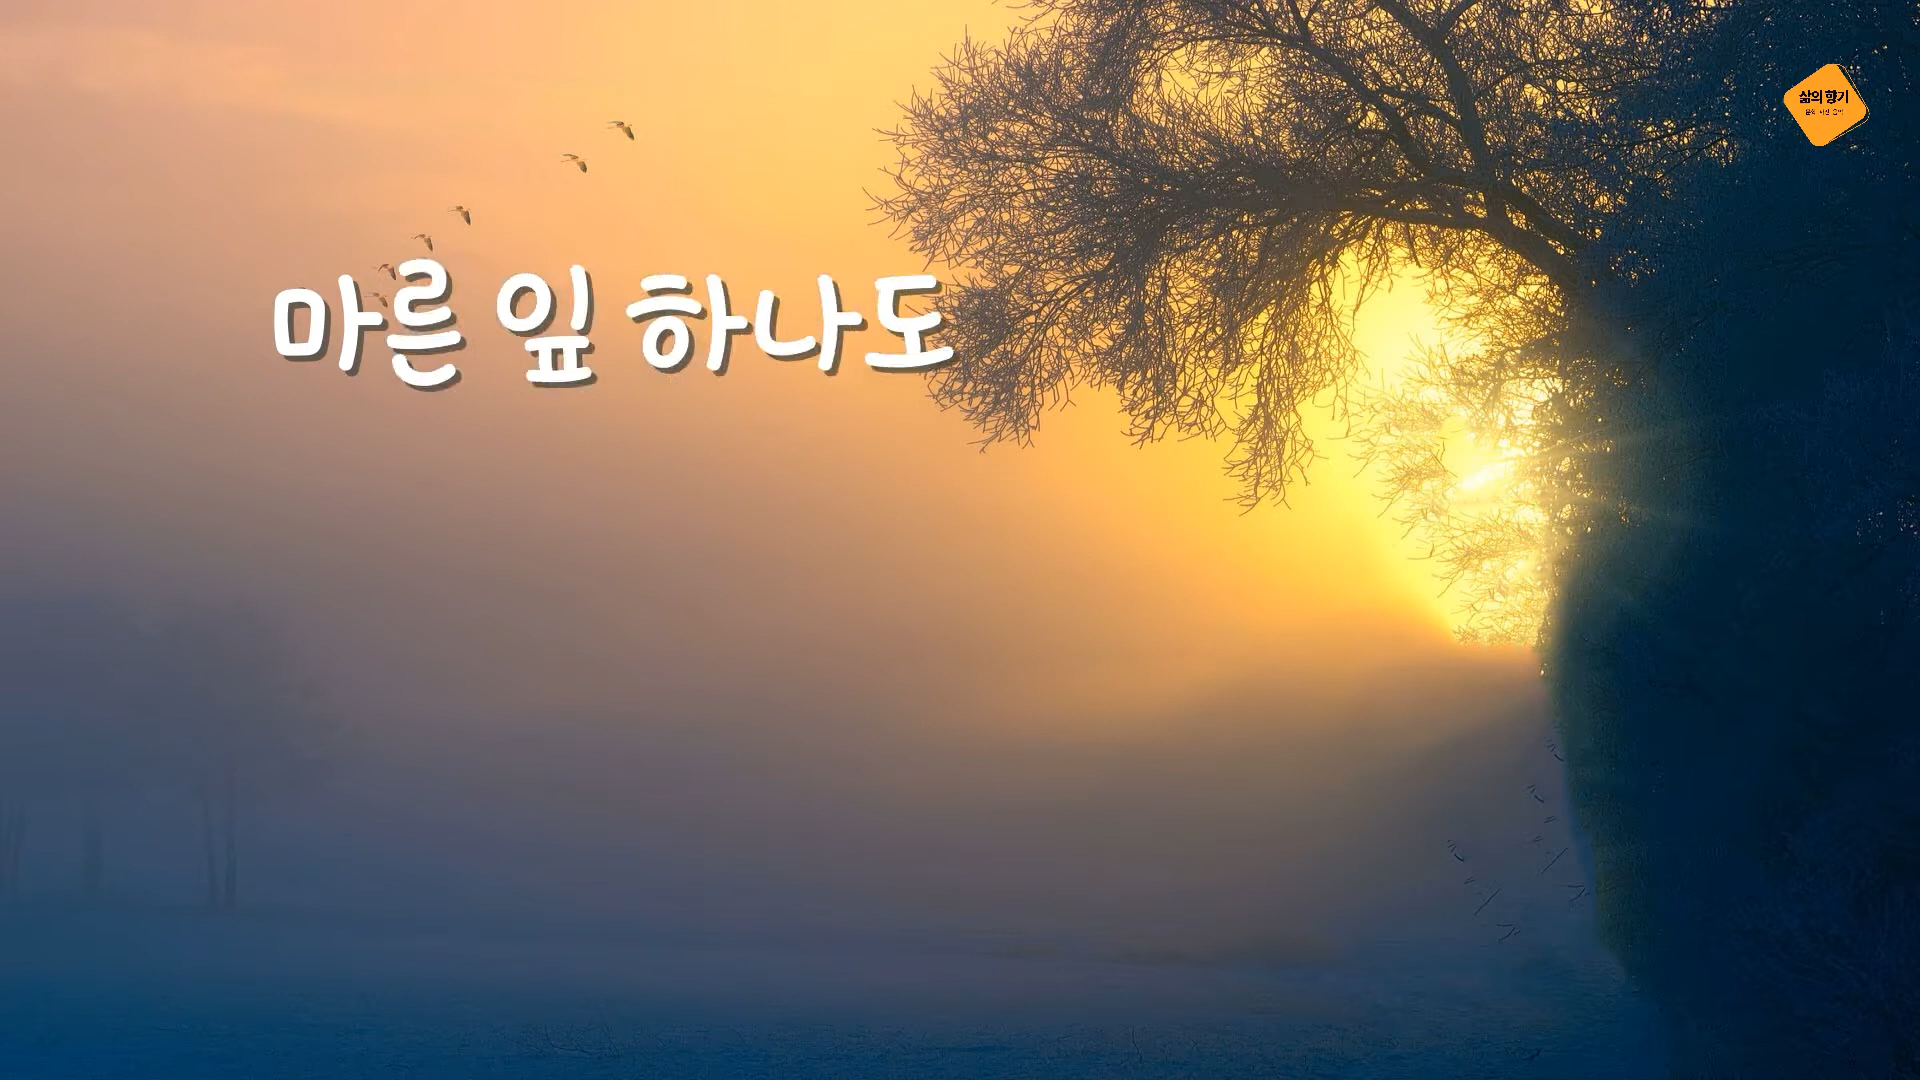 마른 잎 하나도
삶의 향기